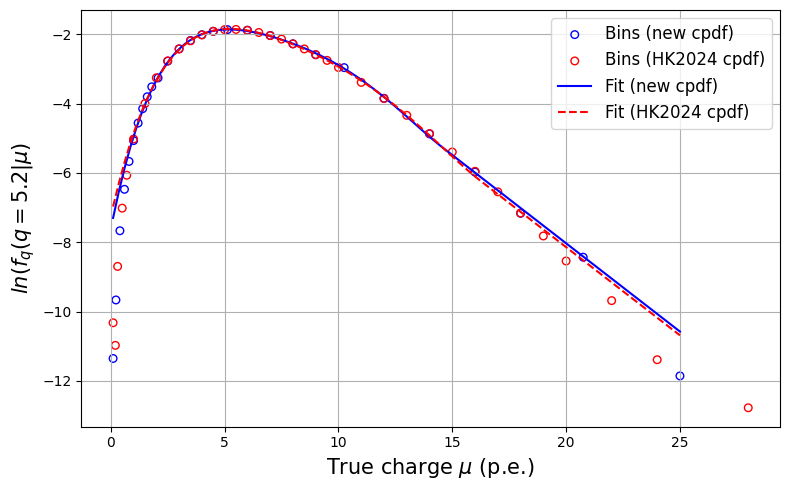 Bins (new cpdf)
Bins (HK2024 cpdf)
Fit (new cpdf)
Fit (HK2024 cpdf)
ln(f_q(q = 5.2|μ)
−2
−4
−6
−8
−10
−12
0 5 10 15 20 25
True charge μ (p.e.)